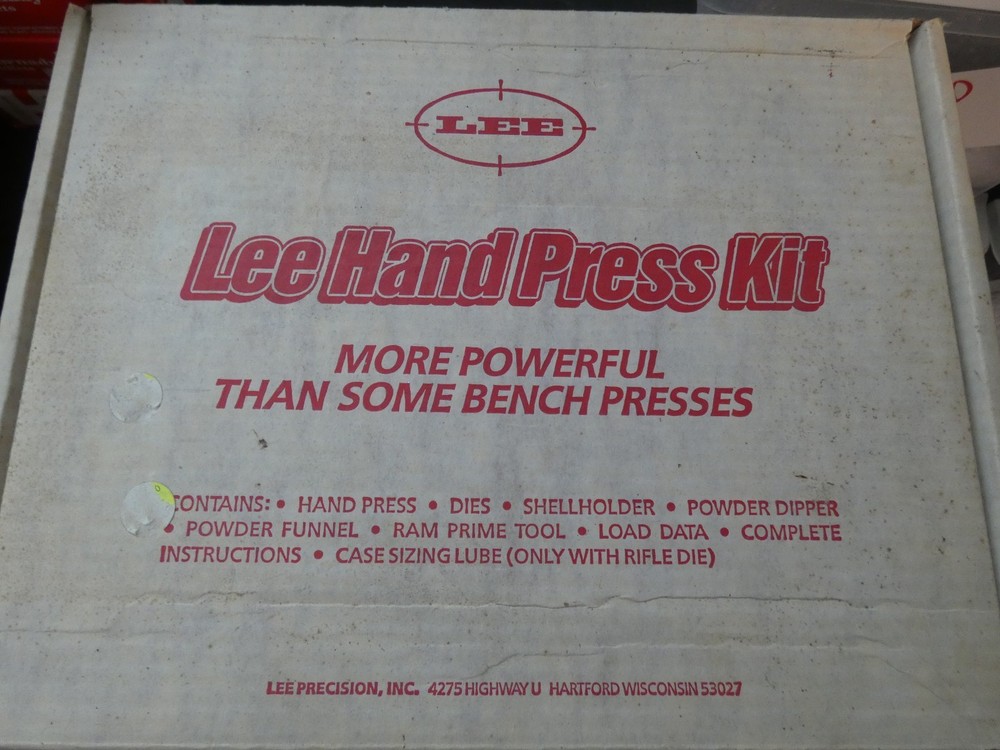 LEE
Lee Hand Press Kit
MORE POWERFUL
THAN SOME BENCH PRESSES
CONTAINS: • HAND PRESS • DIES • SHELLHOLDER • POWDER DIPPER
• POWDER FUNNEL • RAM PRIME TOOL • LOAD DATA • COMPLETE
INSTRUCTIONS • CASE SIZING LUBE (ONLY WITH RIFLE DIE)
LEE PRECISION, INC. 4275 HIGHWAY U HARTFORD WISCONSIN 53027